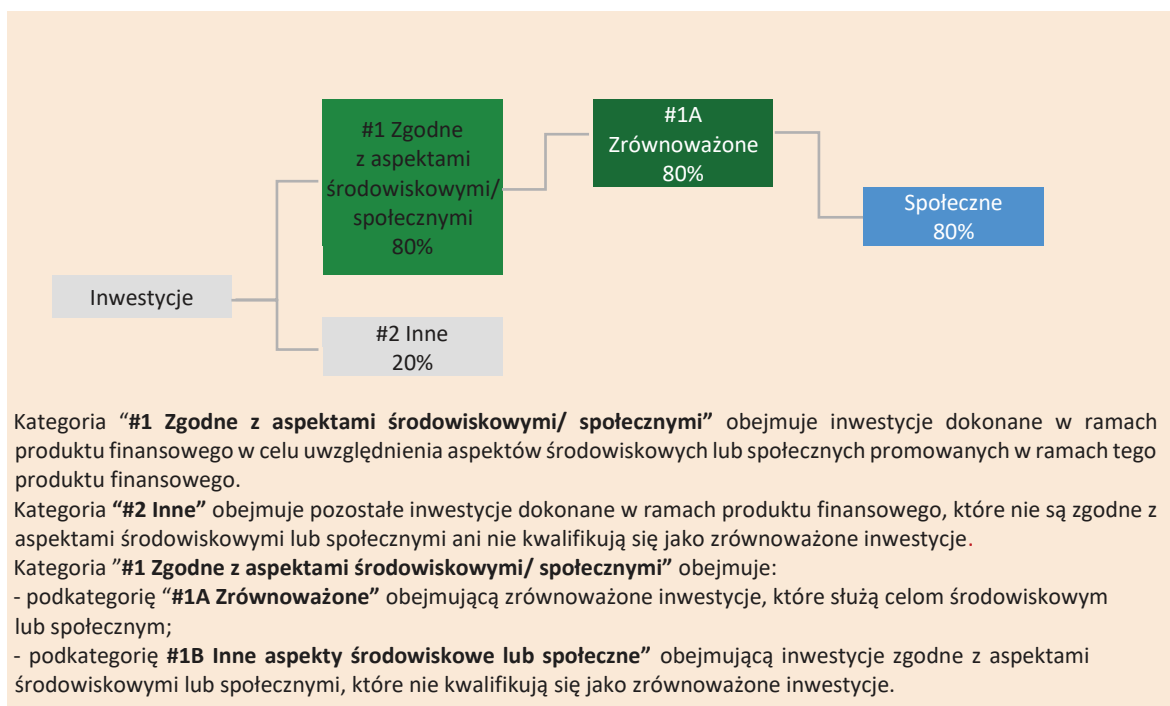 #1 Zgodne
z aspektami
środowiskowymi/
społecznymi
80%
#1A
Zrównoważone
80%
Społeczne
80%
Inwestycje
#2 Inne
20%
Kategoria “#1 Zgodne z aspektami środowiskowymi/ społecznymi” obejmuje inwestycje dokonane w ramach
produktu finansowego w celu uwzględnienia aspektów środowiskowych lub społecznych promowanych w ramach tego
produktu finansowego.
Kategoria “#2 Inne” obejmuje pozostałe inwestycje dokonane w ramach produktu finansowego, które nie są zgodne z
aspektami środowiskowymi lub społecznymi ani nie kwalifikują się jako zrównoważone inwestycje.
Kategoria ”#1 Zgodne z aspektami środowiskowymi/ społecznymi” obejmuje:
- podkategorię “#1A Zrównoważone” obejmującą zrównoważone inwestycje, które służą celom środowiskowym
lub społecznym;
- podkategorię #1B Inne aspekty środowiskowe lub społeczne” obejmującą inwestycje zgodne z aspektami
środowiskowymi lub społecznymi, które nie kwalifikują się jako zrównoważone inwestycje.